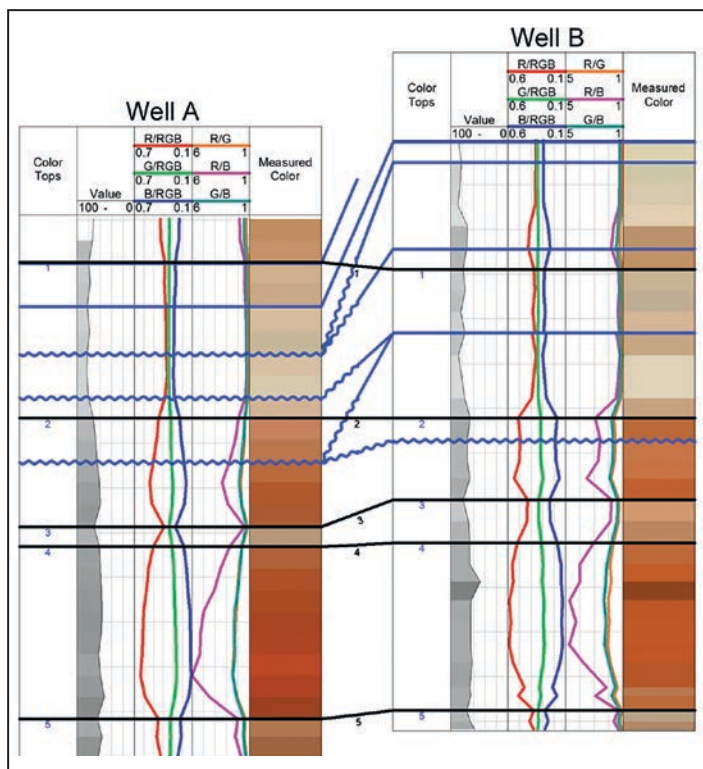 Well B
R/RGB R/G
0.6 0.1 5 1
Color Tops G/RGB R/B Measured Color
0.6 0.1 5 1
Value B/RGB G/B
100 - 0 0.6 0.1 5 1
Well A
R/RGB R/G
0.7 0.1 6 1
Color Tops G/RGB R/B Measured Color
0.7 0.1 6 1
Value B/RGB G/B
100 - 0 0.7 0.1 6 1
1 1 1
2 2 2
3 3 3
4 4 4
5 5 5